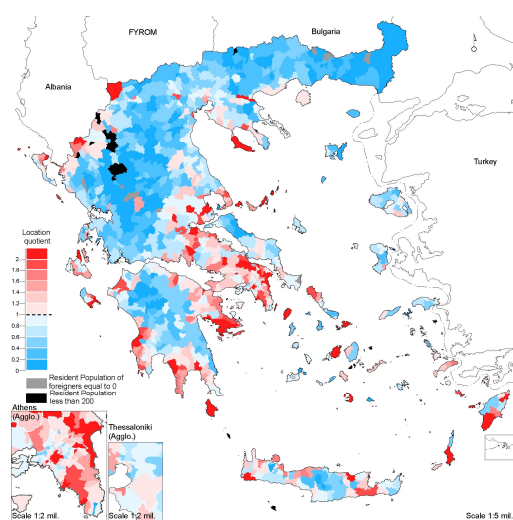 FYROM
Bulgaria
Albania
Turkey
Location
quotient
2
1.8
1.6
1.4
1.2
1
0.8
0.6
0.4
0.2
0
Resident Population of
foreigners equal to 0
Resident Population
less than 200
Athens
(Agglo.)
Thessaloniki
(Agglo.)
Scale 1:2 mil.
Scale 1:2 mil.
Scale 1:5 mil.